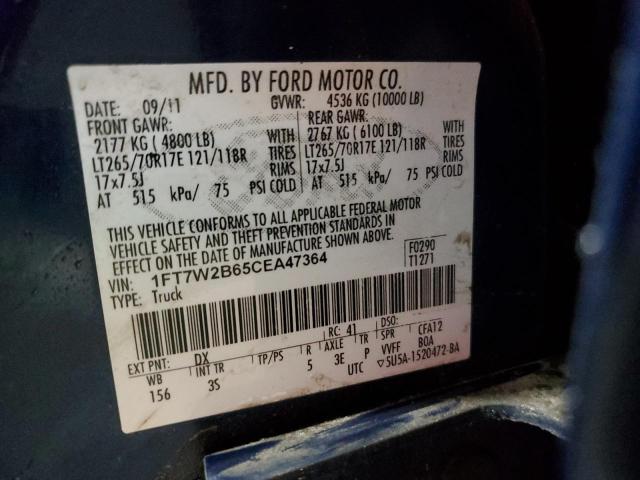 MFD. BY FORD MOTOR CO.
DATE: 09/11 GVWR: 4536 KG (10000 LB)
FRONT GAWR: REAR GAWR:
2177 KG ( 4800 LB) WITH 2767 KG ( 6100 LB) WITH
LT265/70R17E 121/118R TIRES LT265/70R17E 121/118R TIRES
17x7.5J RIMS 17x7.5J RIMS
AT 515 kPa/ 75 PSI COLD AT 515 kPa/ 75 PSI COLD
THIS VEHICLE CONFORMS TO ALL APPLICABLE FEDERAL MOTOR
VEHICLE SAFETY AND THEFT PREVENTION STANDARDS IN
EFFECT ON THE DATE OF MANUFACTURE SHOWN ABOVE.
VIN: 1FT7W2B65CEA47364 F0290
TYPE: Truck T1271
EXT PNT: DX RC: 41 DSO:
WB INT TR TP/PS R AXLE TR SPR CFA12
156 3S 5 3E P VVFF B0A
UTC ▽5U5A-1520472-BA